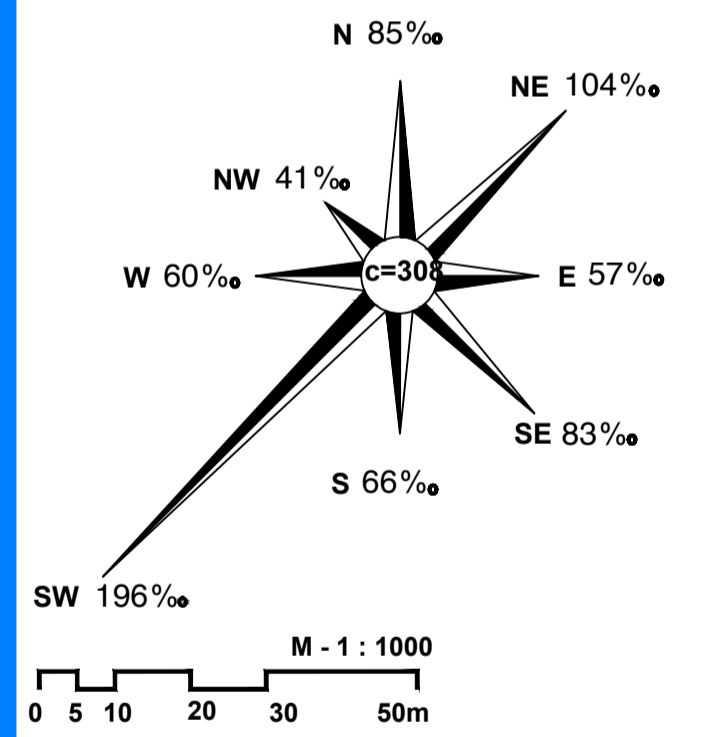 N 85‰
NE 104‰
NW 41‰
c=308
W 60‰
E 57‰
SE 83‰
S 66‰
SW 196‰
M - 1 : 1000
0 5 10 20 30 50m